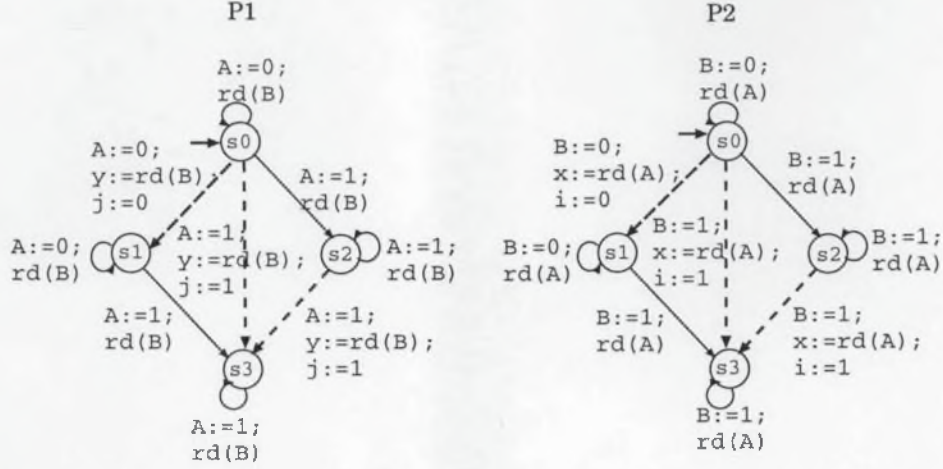 P1
A:=0;
rd(B)
s0
A:=0;
y:=rd(B);
j:=0
A:=1;
rd(B)
A:=1;
y:=rd(B);
j:=1
A:=0;
rd(B)
s1
s2
A:=1;
rd(B)
A:=1;
rd(B)
A:=1;
y:=rd(B);
j:=1
s3
A:=1;
rd(B)
P2
B:=0;
rd(A)
s0
B:=0;
x:=rd(A);
i:=0
B:=1;
rd(A)
B:=1;
x:=rd(A);
i:=1
B:=0;
rd(A)
s1
s2
B:=1;
rd(A)
B:=1;
rd(A)
B:=1;
x:=rd(A);
i:=1
s3
B:=1;
rd(A)